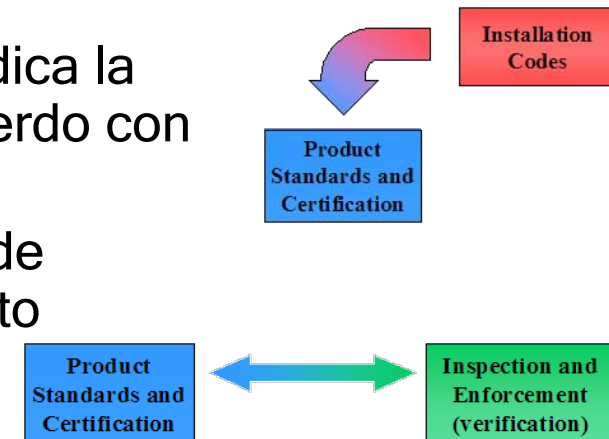 dica la
erdo con
de
to
Installation
Codes
Product
Standards and
Certification
Product
Standards and
Certification
Inspection and
Enforcement
(verification)